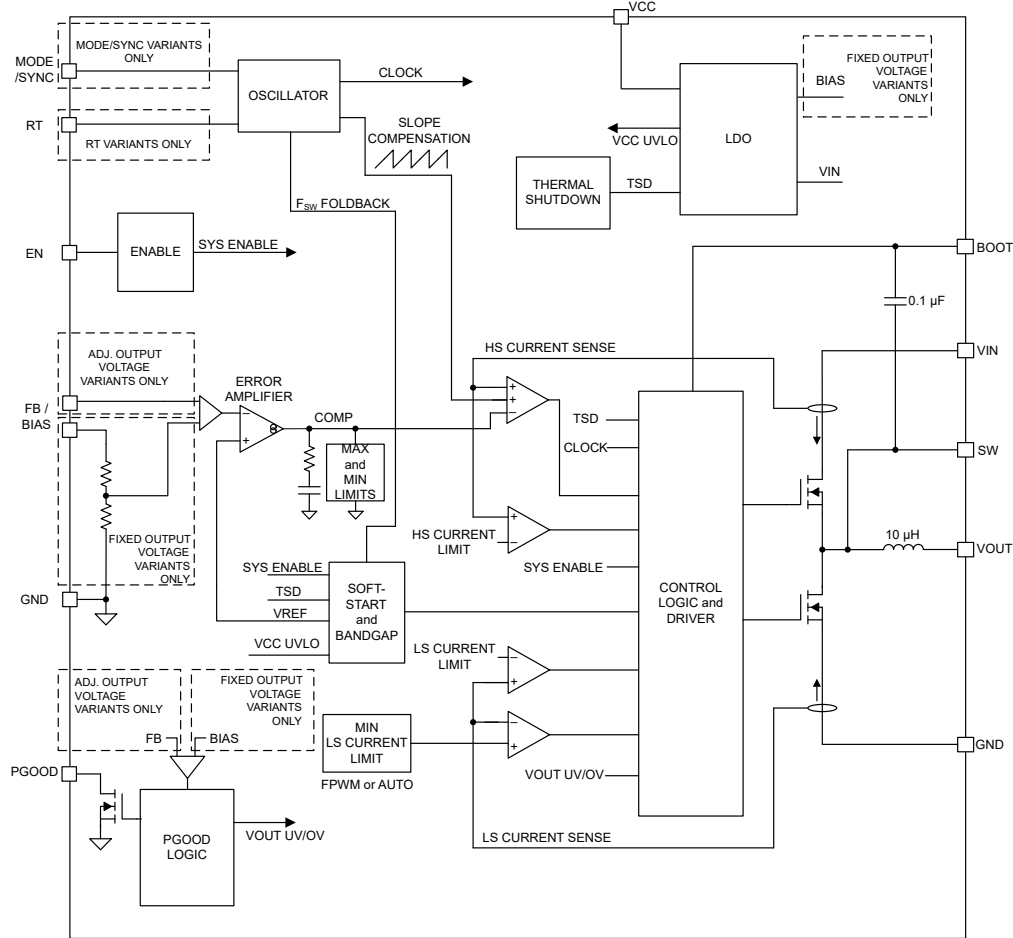 VCC
MODE/SYNC VARIANTS
ONLY
MODE
/SYNC
OSCILLATOR
CLOCK
RT
RT VARIANTS ONLY
SLOPE
COMPENSATION
FSW FOLDBACK
FIXED OUTPUT
VOLTAGE
VARIANTS
ONLY
BIAS
LDO
VCC UVLO
VIN
THERMAL
SHUTDOWN
TSD
EN
ENABLE
SYS ENABLE
BOOT
0.1 µF
VIN
SW
10 µH
VOUT
GND
ADJ. OUTPUT
VOLTAGE
VARIANTS ONLY
FB /
BIAS
FIXED OUTPUT
VOLTAGE
VARIANTS
ONLY
GND
ERROR
AMPLIFIER
−
+
COMP
MAX
and
MIN
LIMITS
HS CURRENT SENSE
+
+
−
TSD
CLOCK
+
−
HS CURRENT
LIMIT
SYS ENABLE
CONTROL
LOGIC and
DRIVER
SYS ENABLE
TSD
VREF
VCC UVLO
SOFT-
START
and
BANDGAP
LS CURRENT
LIMIT
−
+
−
+
MIN
LS CURRENT
LIMIT
FPWM or AUTO
VOUT UV/OV
LS CURRENT SENSE
ADJ. OUTPUT
VOLTAGE
VARIANTS ONLY
FIXED OUTPUT
VOLTAGE
VARIANTS
ONLY
FB
BIAS
PGOOD
PGOOD
LOGIC
VOUT UV/OV